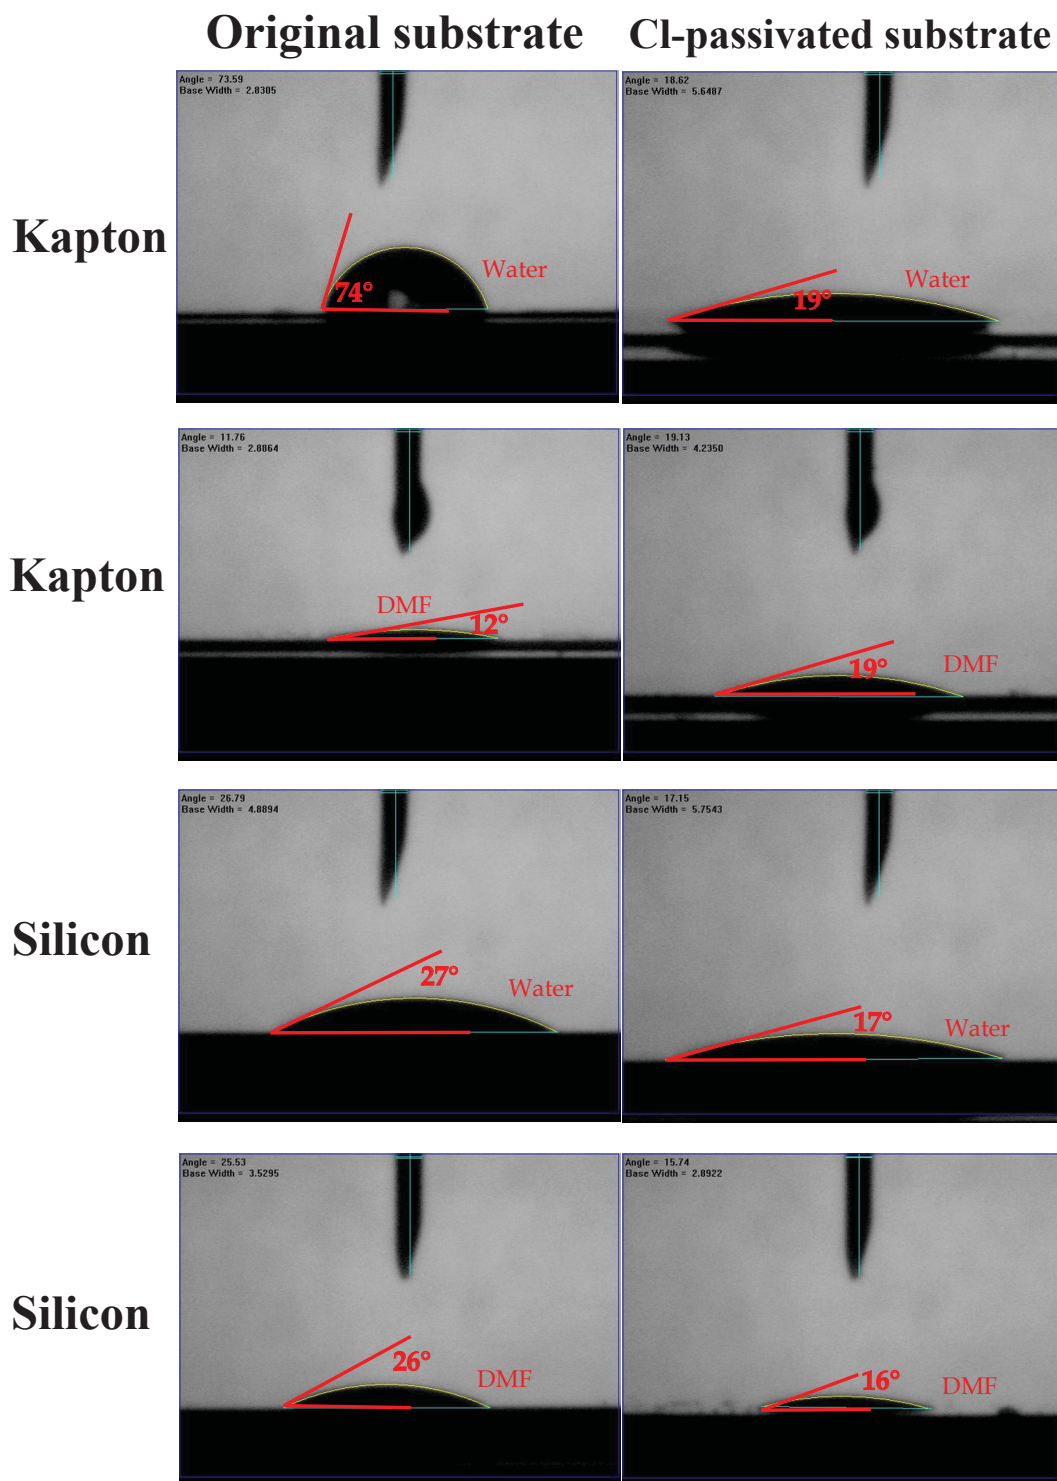 Original substrate
Cl-passivated substrate
Kapton
Angle = 73.59
Base Width = 2.8305
Water
74°
Angle = 18.62
Base Width = 5.6487
Water
19°
Kapton
Angle = 11.76
Base Width = 2.8864
DMF
12°
Angle = 19.13
Base Width = 4.2350
DMF
19°
Silicon
Angle = 26.79
Base Width = 4.8894
27°
Water
Angle = 17.15
Base Width = 5.7543
17°
Water
Silicon
Angle = 25.53
Base Width = 3.5295
26°
DMF
Angle = 15.74
Base Width = 2.8922
16°
DMF